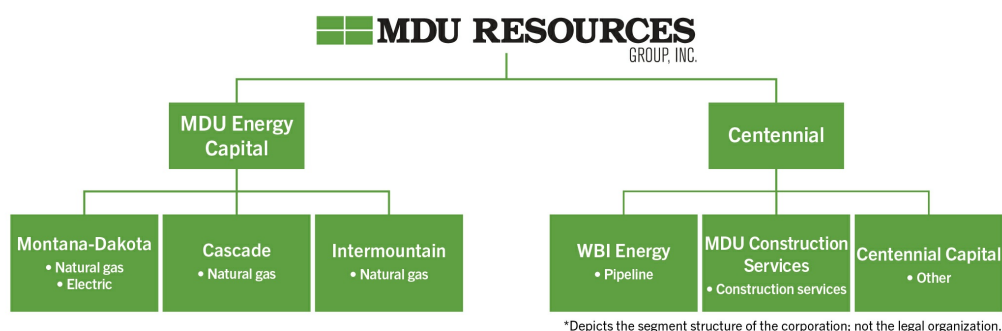 MDU RESOURCES
GROUP, INC.
MDU Energy
Capital
Centennial
Montana-Dakota
• Natural gas
• Electric
Cascade
• Natural gas
Intermountain
• Natural gas
WBI Energy
• Pipeline
MDU Construction
Services
• Construction services
Centennial Capital
• Other
*Depicts the segment structure of the corporation; not the legal organization.